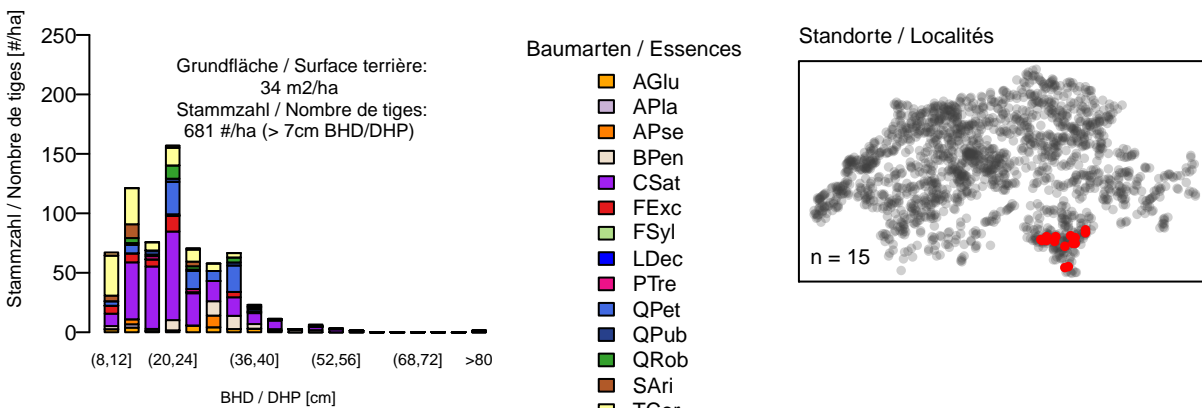 250
200
150
100
50
0
Stammzahl / Nombre de tiges [#/ha]
Grundfläche / Surface terrière:
34 m2/ha
Stammzahl / Nombre de tiges:
681 #/ha (> 7cm BHD/DHP)
(8,12] (20,24] (36,40] (52,56] (68,72] >80
BHD / DHP [cm]
Baumarten / Essences
AGlu
APla
APse
BPen
CSat
FExc
FSyl
LDec
PTre
QPet
QPub
QRob
SAri
TCor
Standorte / Localités
n = 15